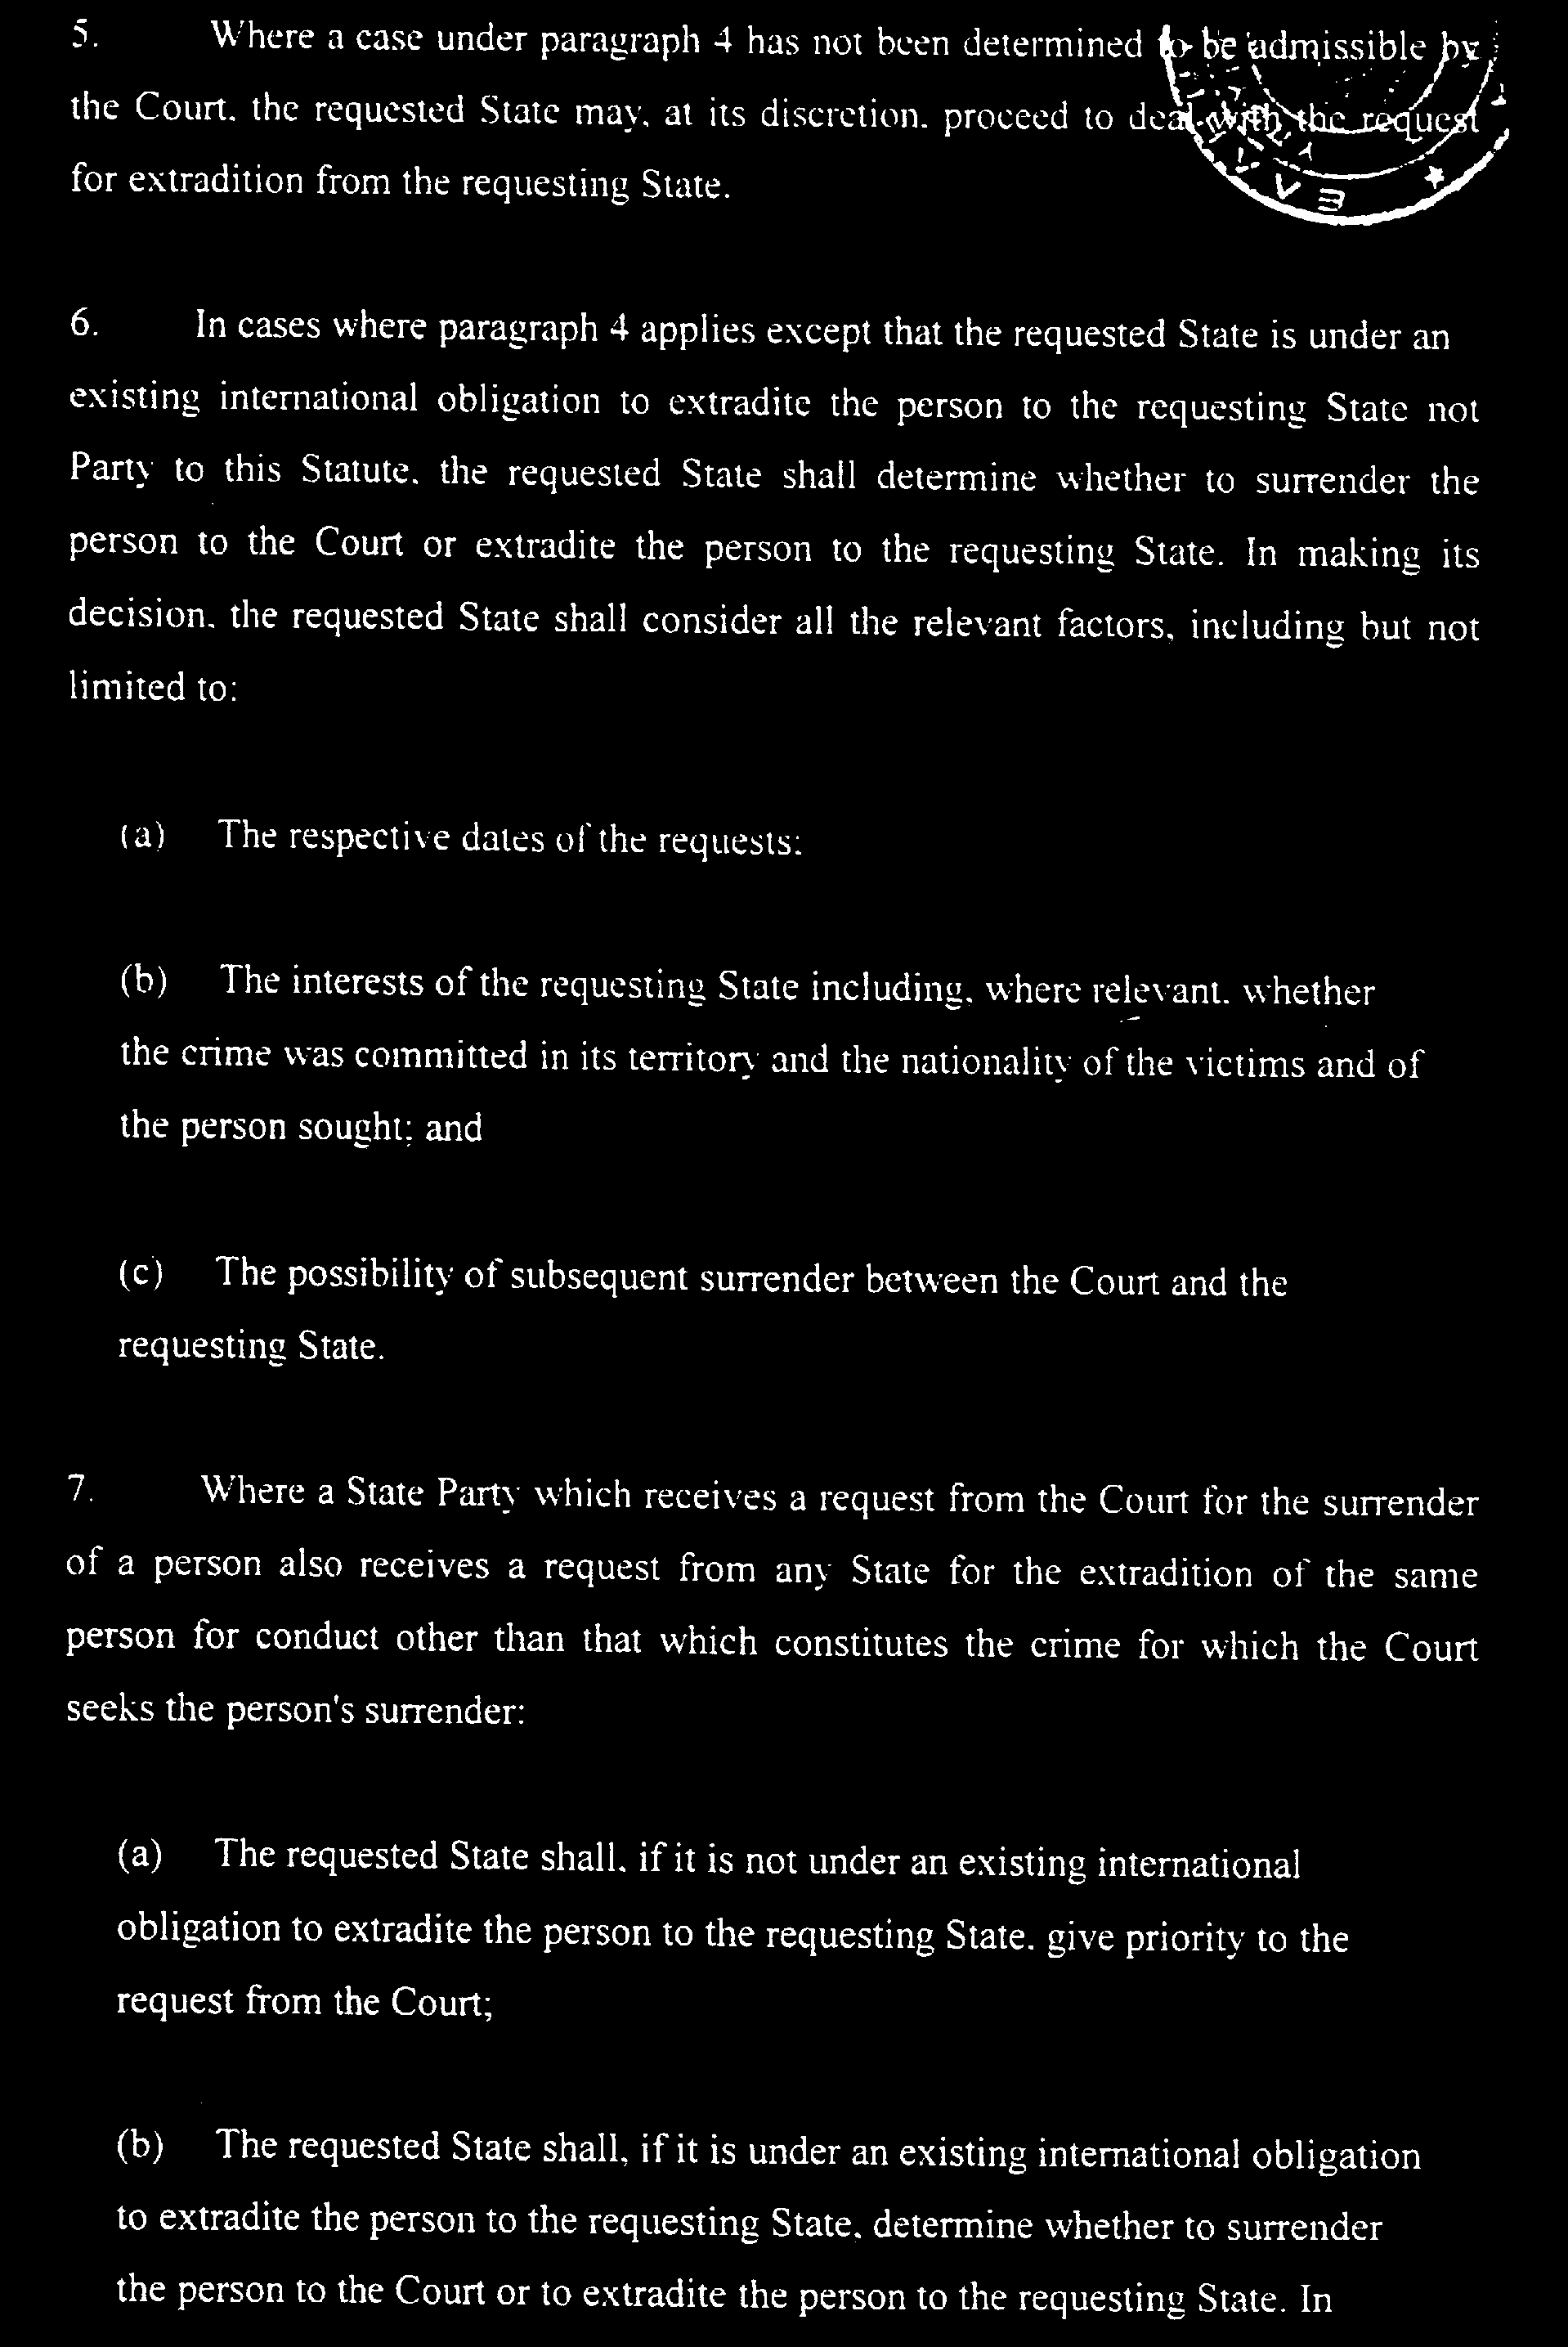 5. Where a case under paragraph 4 has not been determined to be admissible by
the Court, the requested State may, at its discretion, proceed to deal with the request
for extradition from the requesting State.
6. In cases where paragraph 4 applies except that the requested State is under an
existing international obligation to extradite the person to the requesting State not
Party to this Statute, the requested State shall determine whether to surrender the
person to the Court or extradite the person to the requesting State. In making its
decision, the requested State shall consider all the relevant factors, including but not
limited to:
(a) The respective dates of the requests;
(b) The interests of the requesting State including, where relevant, whether
the crime was committed in its territory and the nationality of the victims and of
the person sought; and
(c) The possibility of subsequent surrender between the Court and the
requesting State.
7. Where a State Party which receives a request from the Court for the surrender
of a person also receives a request from any State for the extradition of the same
person for conduct other than that which constitutes the crime for which the Court
seeks the person's surrender:
(a) The requested State shall, if it is not under an existing international
obligation to extradite the person to the requesting State, give priority to the
request from the Court;
(b) The requested State shall, if it is under an existing international obligation
to extradite the person to the requesting State, determine whether to surrender
the person to the Court or to extradite the person to the requesting State. In